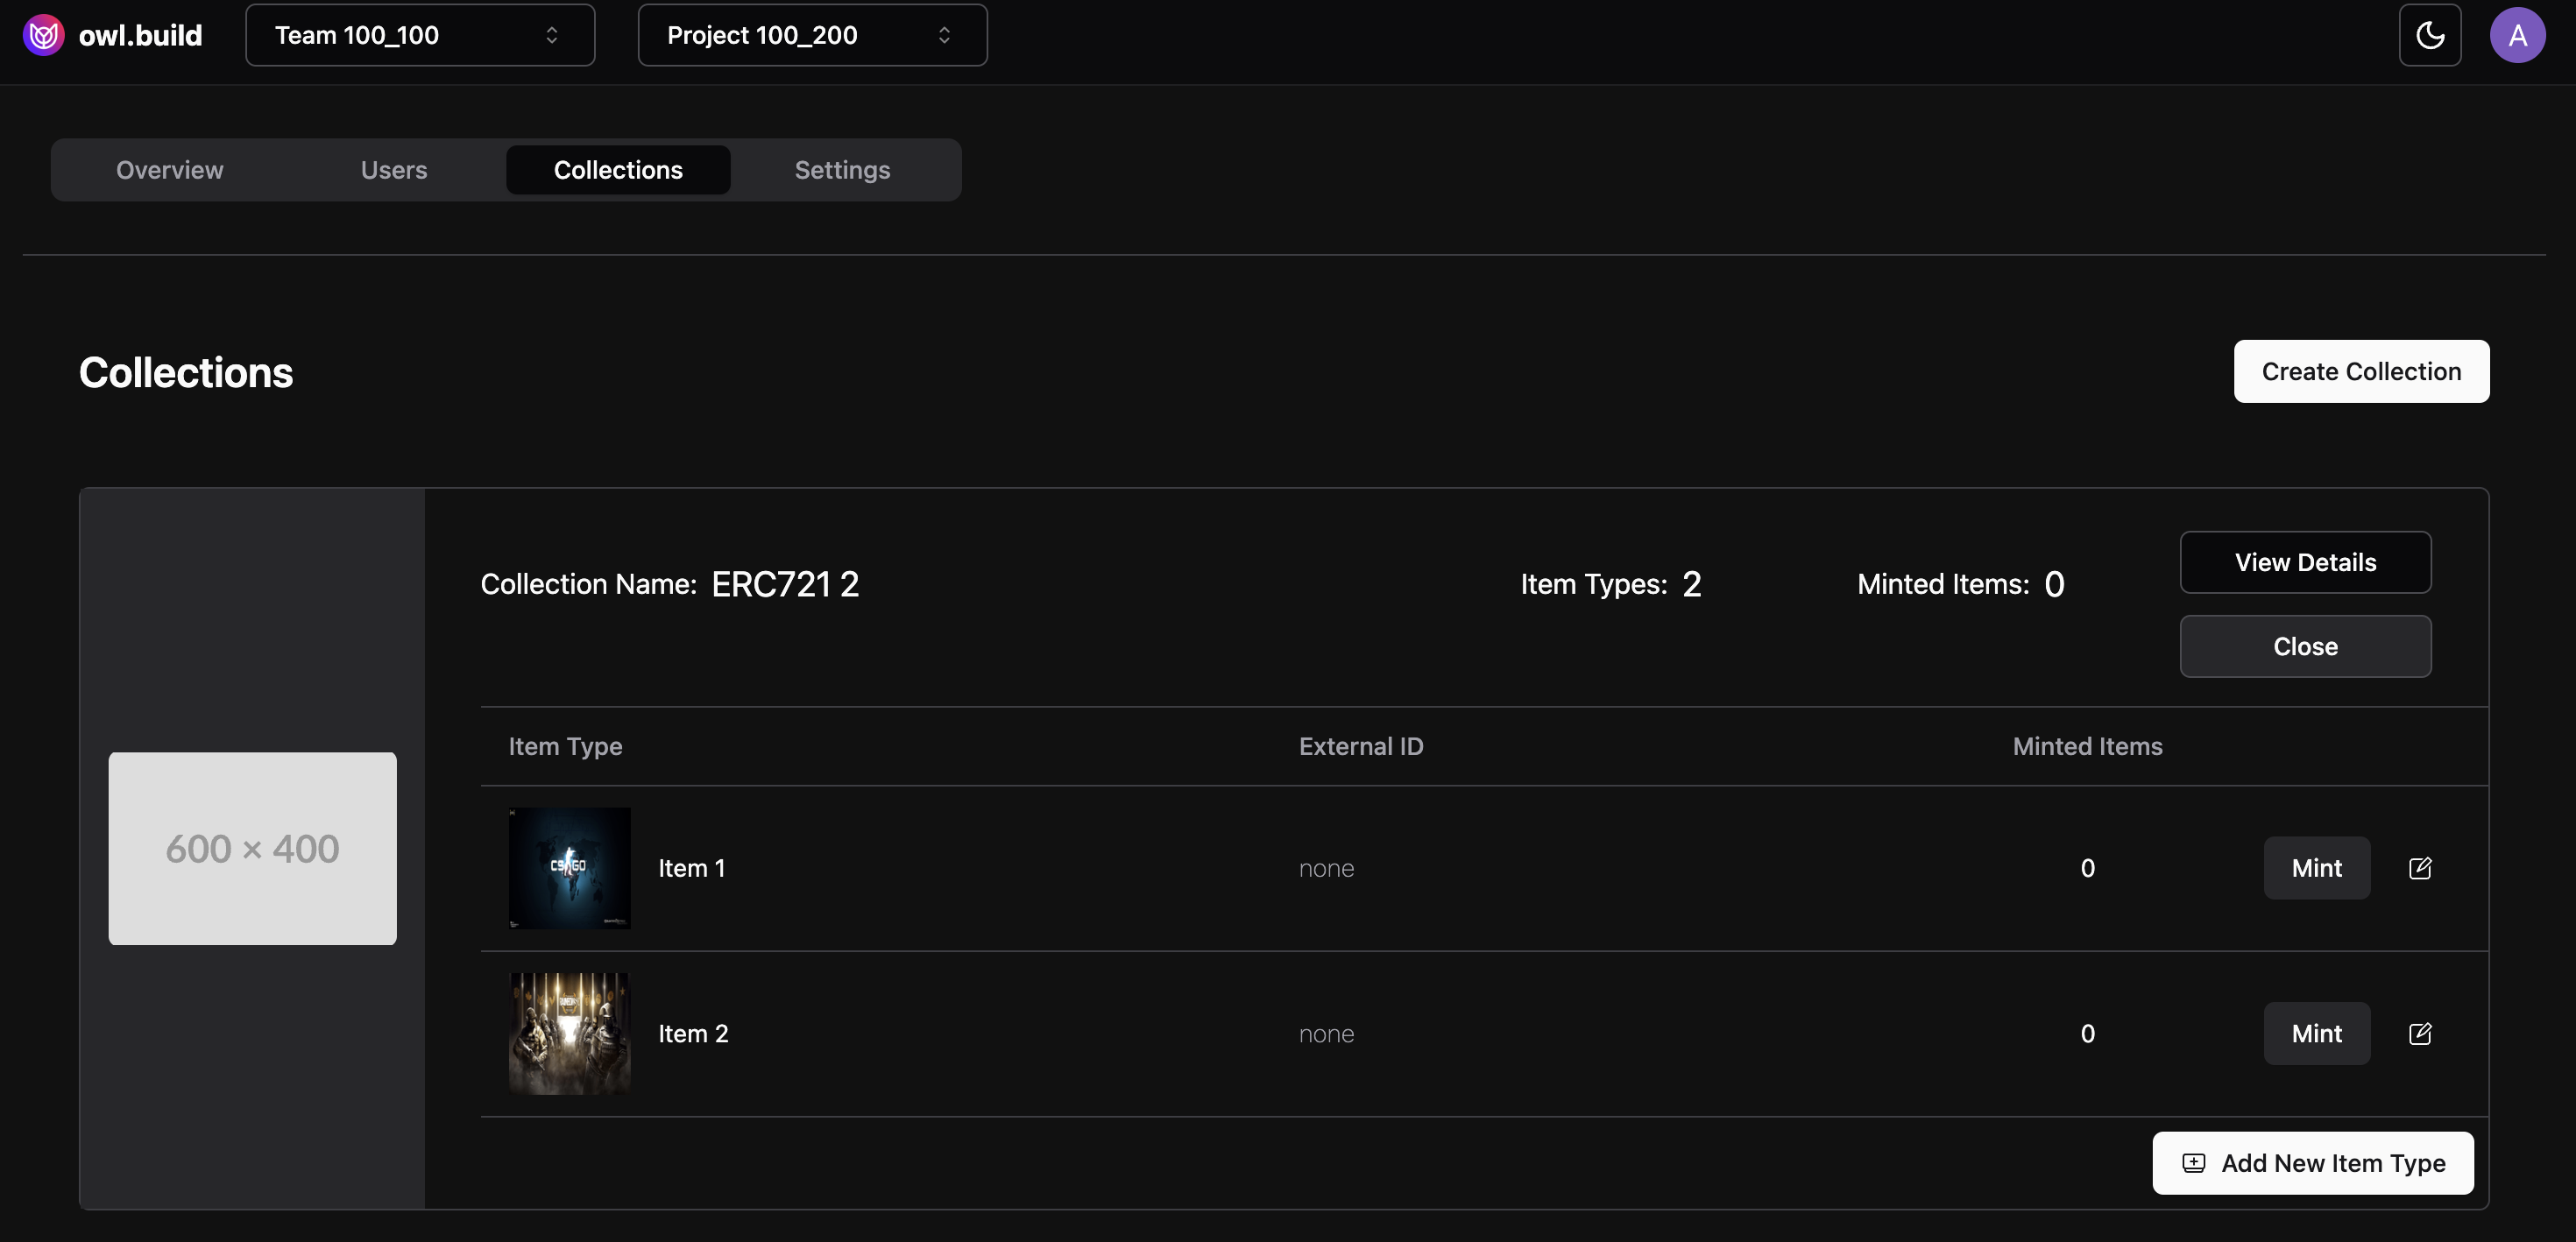 owl.build Team 100_100 Project 100_200 A
Overview Users Collections Settings
Collections
Create Collection
Collection Name: ERC721 2 Item Types: 2 Minted Items: 0
View Details
Close
Item Type External ID Minted Items
600 × 400
CS GO
Item 1 none 0 Mint
Item 2 none 0 Mint
Add New Item Type